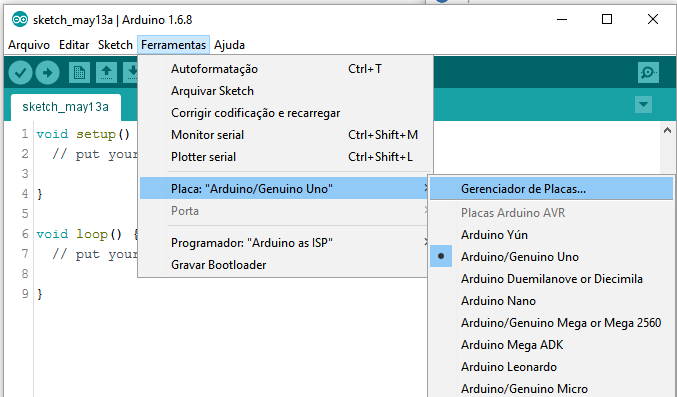 sketch_may13a | Arduino 1.6.8
Arquivo Editar Sketch Ferramentas Ajuda
Autoformatação Ctrl+T
Arquivar Sketch
Corrigir codificação e recarregar
Monitor serial Ctrl+Shift+M
Plotter serial Ctrl+Shift+L
Placa: "Arduino/Genuino Uno"
Porta
Programador: "Arduino as ISP"
Gravar Bootloader
Gerenciador de Placas...
Placas Arduino AVR
Arduino Yún
Arduino/Genuino Uno
Arduino Duemilanove or Diecimila
Arduino Nano
Arduino/Genuino Mega or Mega 2560
Arduino Mega ADK
Arduino Leonardo
Arduino/Genuino Micro
sketch_may13a
1 void setup()
2 // put your
3
4 }
5
6 void loop() {
7 // put your
8
9 }